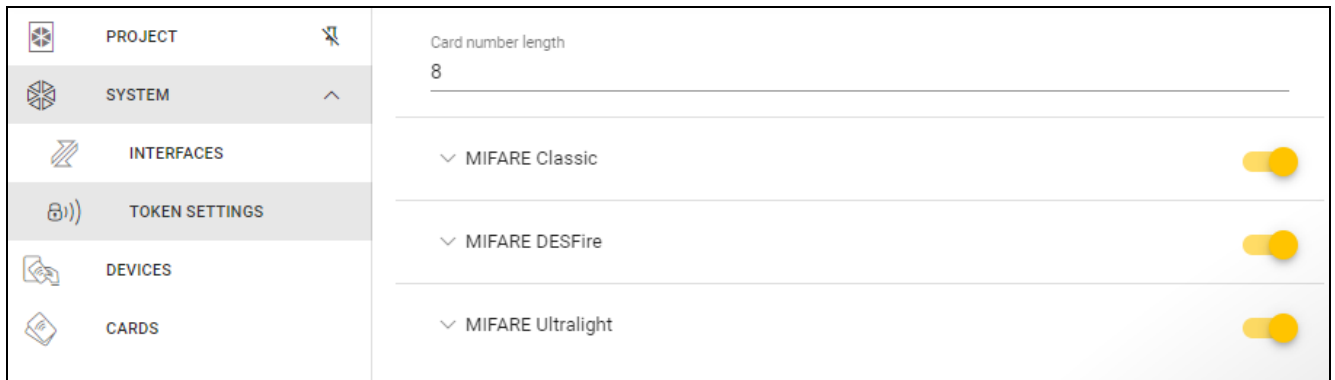 PROJECT
SYSTEM
INTERFACES
TOKEN SETTINGS
DEVICES
CARDS
Card number length
8
MIFARE Classic
MIFARE DESFire
MIFARE Ultralight